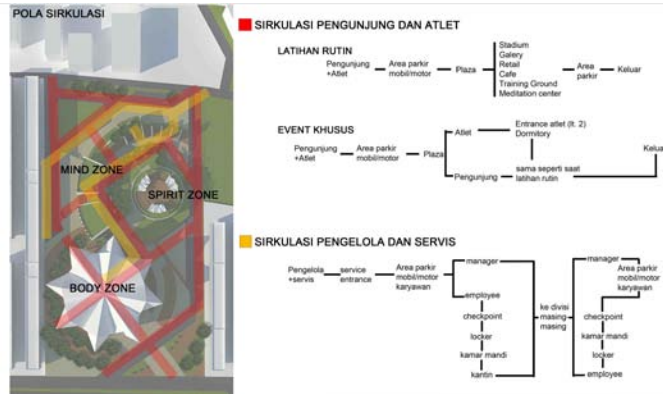 POLA SIRKULASI
MIND ZONE
SPIRIT ZONE
BODY ZONE
SIRKULASI PENGUNJUNG DAN ATLET
LATIHAN RUTIN
Pengunjung
+Atlet
Area parkir
mobil/motor
Plaza
Stadium
Galery
Retail
Cafe
Training Ground
Meditation center
Area
parkir
Keluar
EVENT KHUSUS
Pengunjung
+Atlet
Area parkir
mobil/motor
Plaza
Atlet
Entrance atlet (lt. 2)
Dormitory
Pengunjung
sama seperti saat
latihan rutin
Kelua
SIRKULASI PENGELOLA DAN SERVIS
Pengelola
+servis
service
entrance
Area parkir
mobil/motor
karyawan
manager
employee
checkpoint
locker
kamar mandi
kantin
ke divisi
masing-
masing
manager
Area parkir
mobil/motor
karyawan
checkpoint
kamar mandi
locker
employee